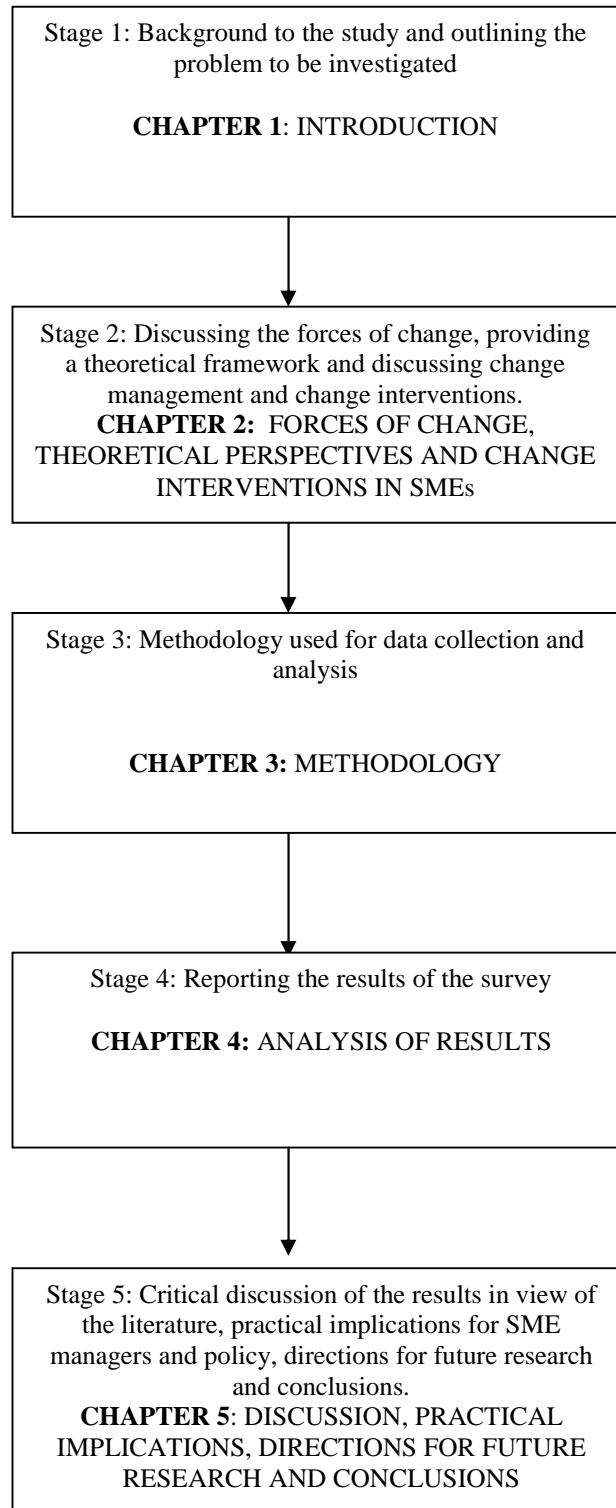 Stage 1: Background to the study and outlining the
problem to be investigated
CHAPTER 1: INTRODUCTION
Stage 2: Discussing the forces of change, providing
a theoretical framework and discussing change
management and change interventions.
CHAPTER 2: FORCES OF CHANGE,
THEORETICAL PERSPECTIVES AND CHANGE
INTERVENTIONS IN SMEs
Stage 3: Methodology used for data collection and
analysis
CHAPTER 3: METHODOLOGY
Stage 4: Reporting the results of the survey
CHAPTER 4: ANALYSIS OF RESULTS
Stage 5: Critical discussion of the results in view of
the literature, practical implications for SME
managers and policy, directions for future research
and conclusions.
CHAPTER 5: DISCUSSION, PRACTICAL
IMPLICATIONS, DIRECTIONS FOR FUTURE
RESEARCH AND CONCLUSIONS